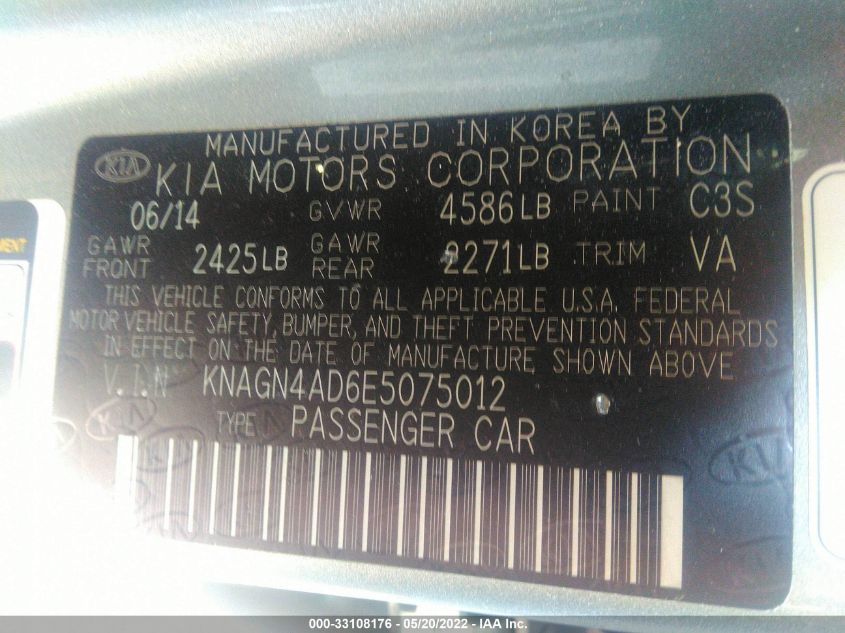 MANUFACTURED IN KOREA BY
KIA KIA MOTORS CORPORATION
06/14 GVWR 4586LB PAINT C3S
GAWR FRONT 2425LB GAWR REAR 2271LB TRIM VA
THIS VEHICLE CONFORMS TO ALL APPLICABLE U.S.A. FEDERAL
MOTOR VEHICLE SAFETY, BUMPER, AND THEFT PREVENTION STANDARDS
IN EFFECT ON THE DATE OF MANUFACTURE SHOWN ABOVE
V.I.N KNAGN4AD6E5075012
TYPE PASSENGER CAR
KIA
000-33108176 - 05/20/2022 - IAA Inc.